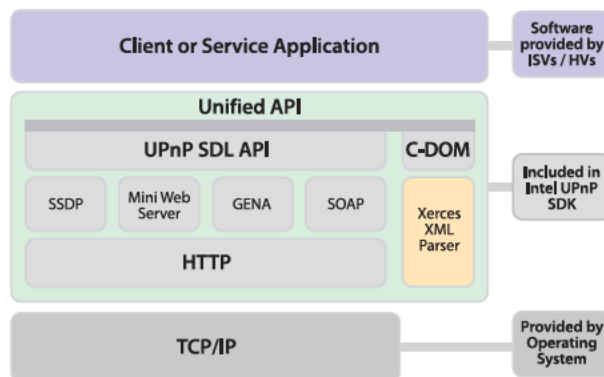 Client or Service Application
Software
provided by
ISVs / HVs
Unified API
UPnP SDL API
C-DOM
SSDP
Mini Web
Server
GENA
SOAP
Xerces
XML
Parser
HTTP
Included in
Intel UPnP
SDK
TCP/IP
Provided by
Operating
System